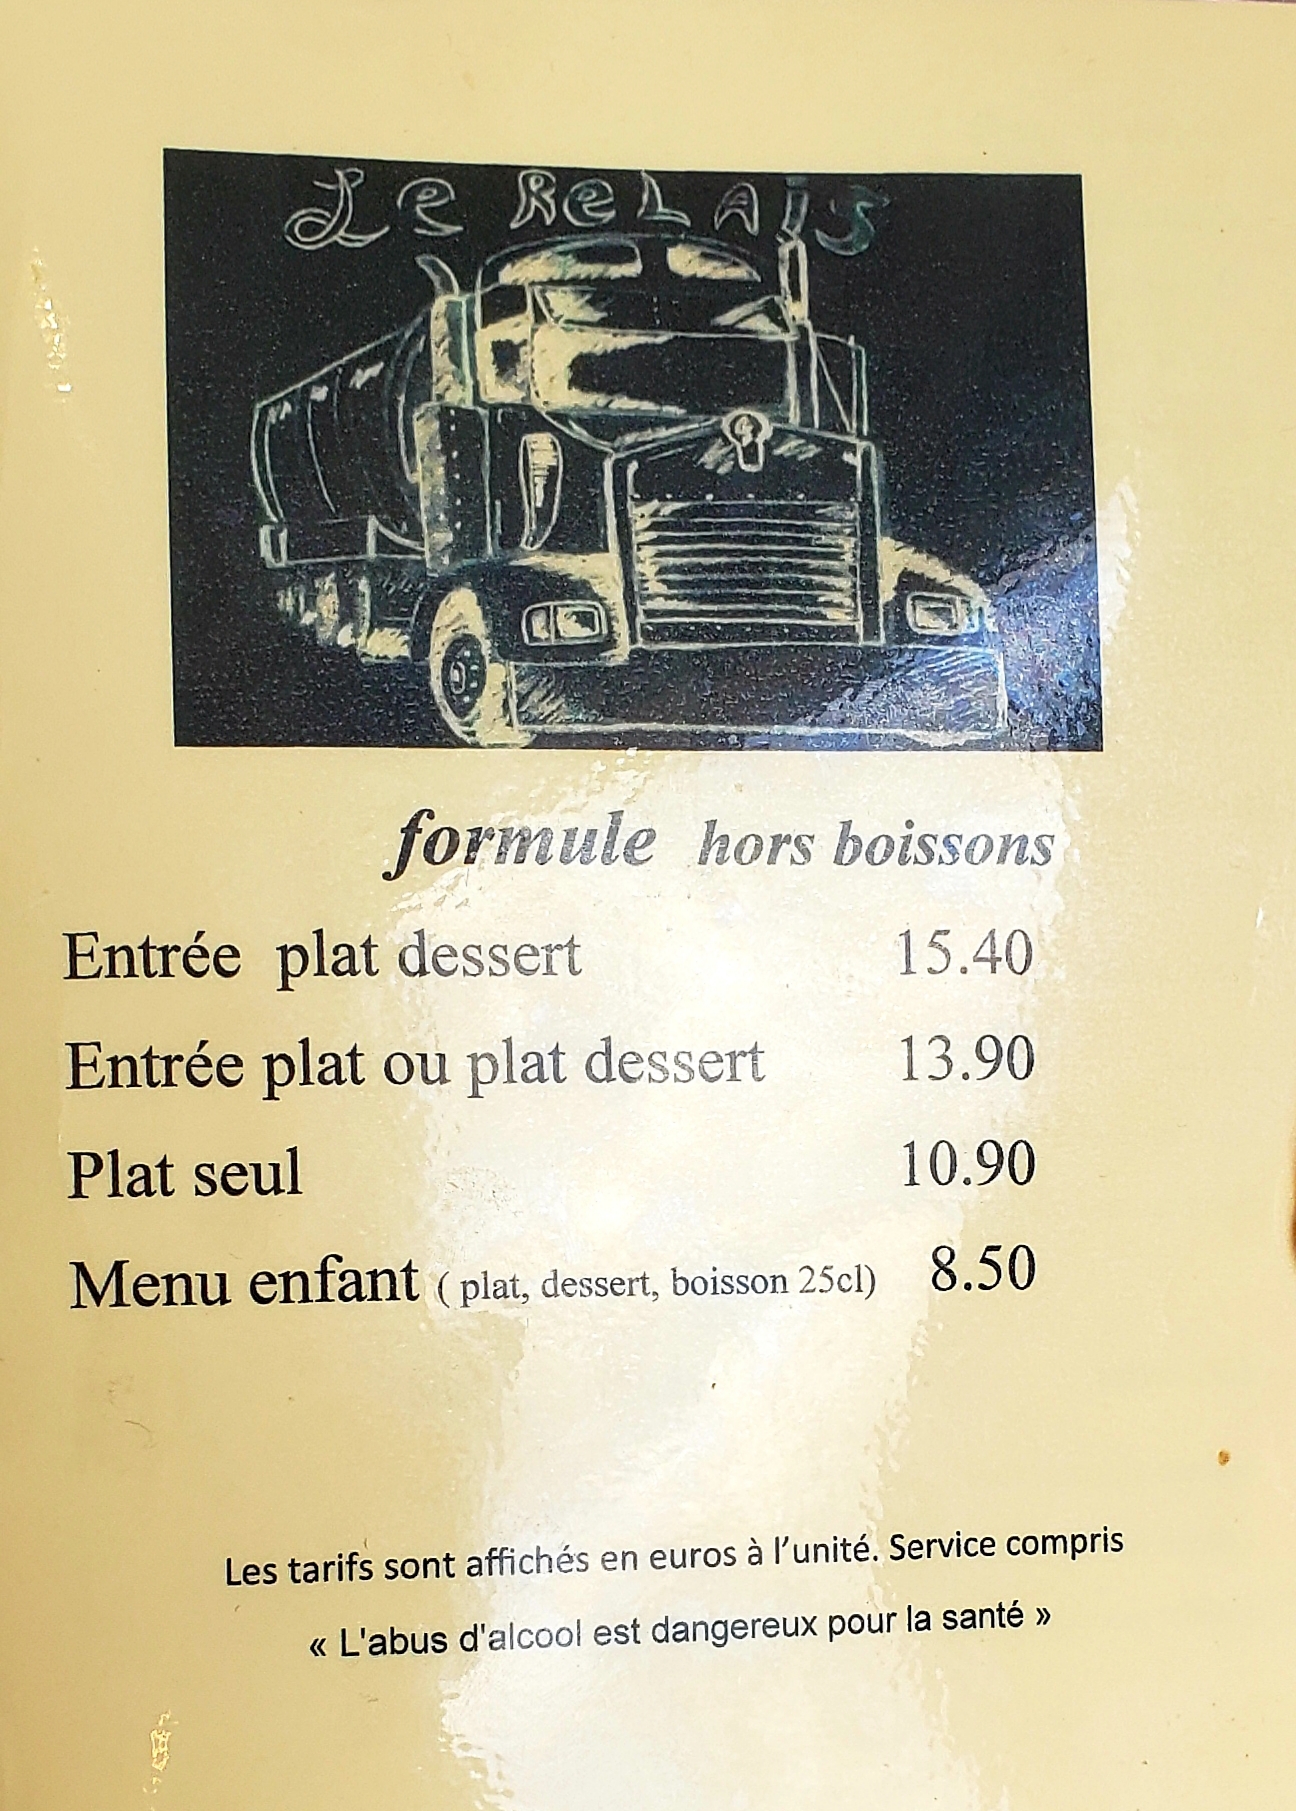 Le ReLAis
formule hors boissons
Entrée plat dessert 15.40
Entrée plat ou plat dessert 13.90
Plat seul 10.90
Menu enfant ( plat, dessert, boisson 25cl) 8.50
Les tarifs sont affichés en euros à l’unité. Service compris
« L'abus d'alcool est dangereux pour la santé »